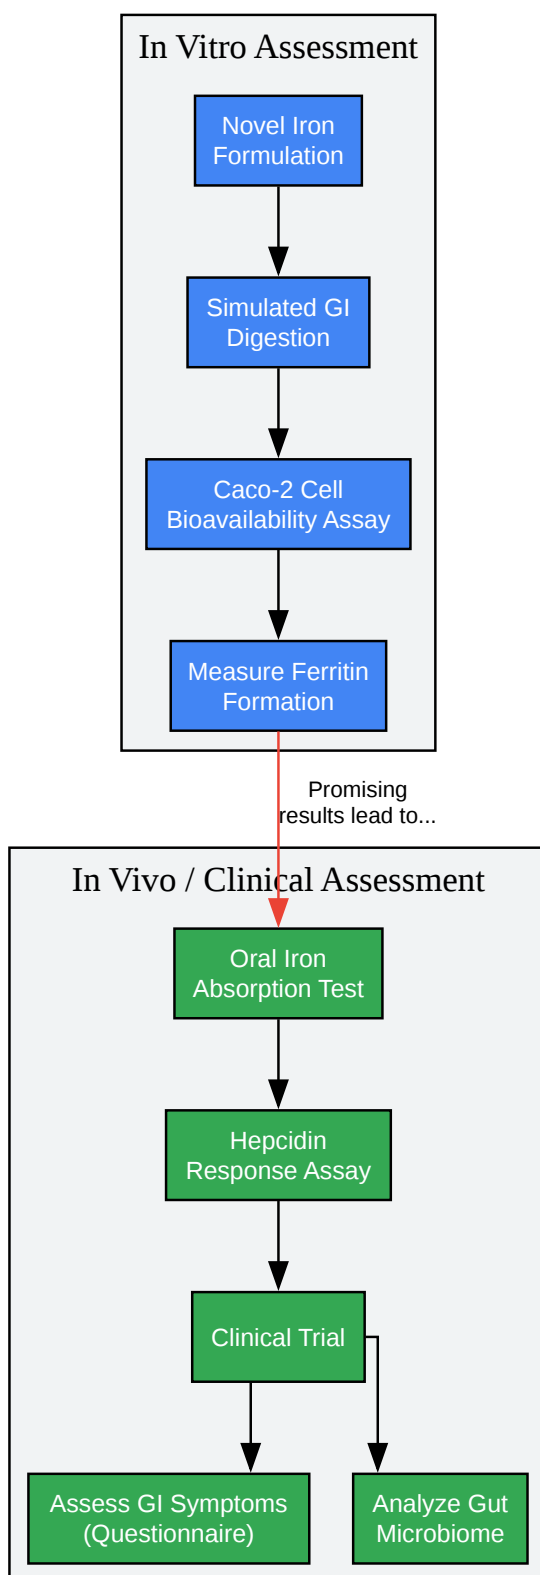 In Vitro Assessment
Novel Iron
Formulation
Simulated GI
Digestion
Caco-2 Cell
Bioavailability Assay
Measure Ferritin
Formation
Promising
results lead to...
In Vivo / Clinical Assessment
Oral Iron
Absorption Test
Hepcidin
Response Assay
Clinical Trial
Assess GI Symptoms
(Questionnaire)
Analyze Gut
Microbiome